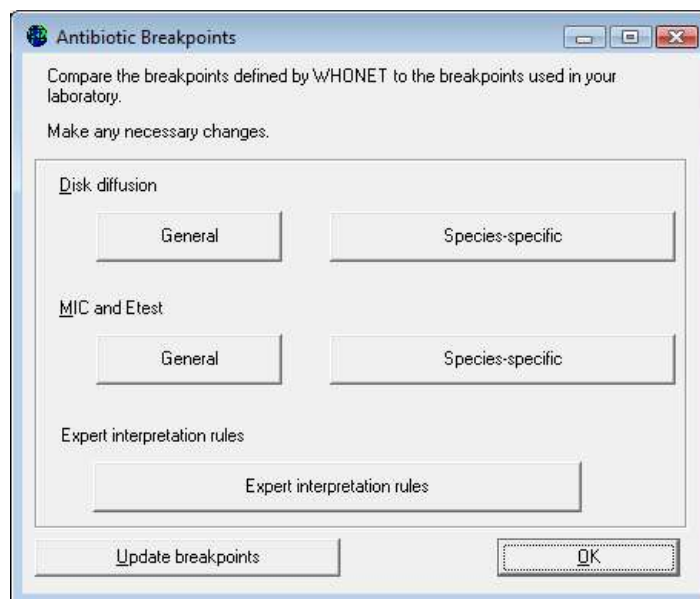 Antibiotic Breakpoints
Compare the breakpoints defined by WHONET to the breakpoints used in your
laboratory.
Make any necessary changes.
Disk diffusion
General Species-specific
MIC and Etest
General Species-specific
Expert interpretation rules
Expert interpretation rules
Update breakpoints OK